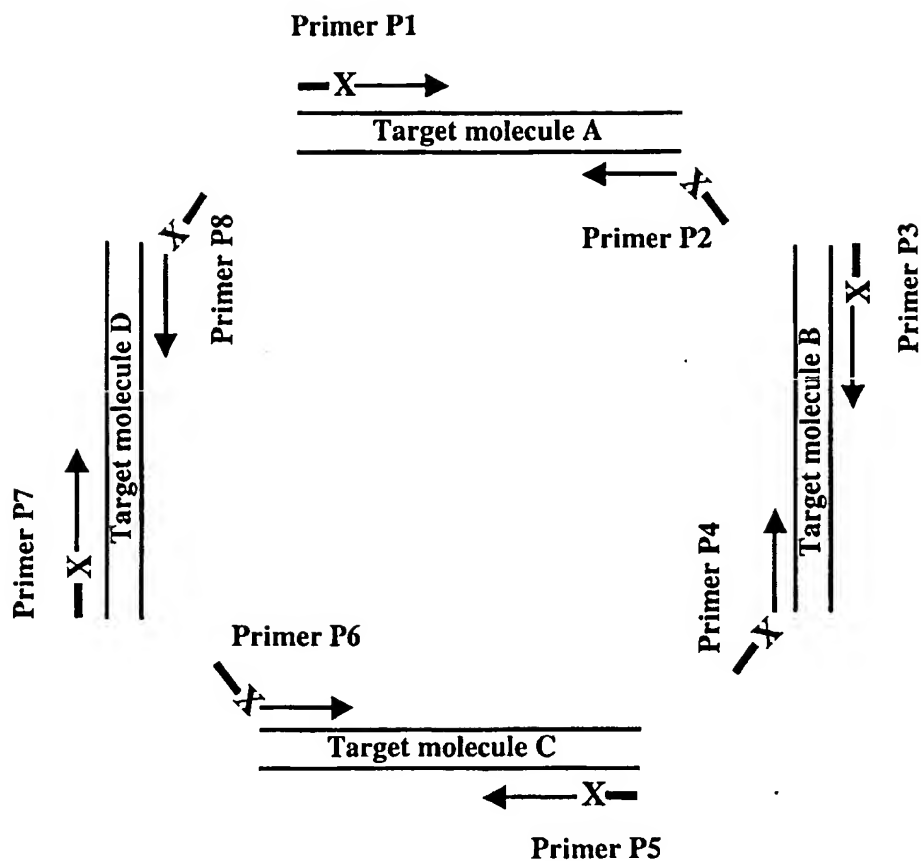 Primer P1
X
Target molecule A
X
Primer P2
X
Primer P8
Target molecule D
Primer P3
X
Target molecule B
Primer P7
X
Primer P4
X
Primer P6
X
Target molecule C
X
Primer P5